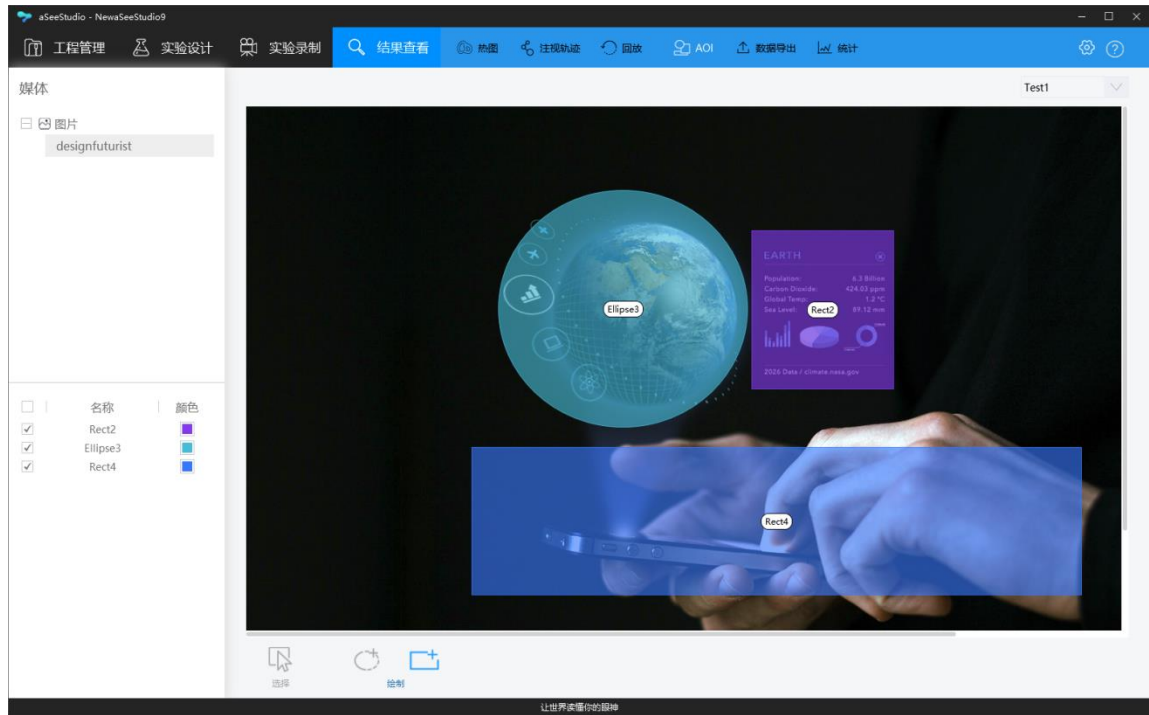 aSeeStudio - NewaSeeStudio9
工程管理 实验设计 实验录制 结果查看 热图 注视轨迹 回放 AOI 数据导出 统计
媒体
Test1
图片
designfuturist
EARTH
Population: 6.3 Billion
Carbon Dioxide: 424.03 ppm
Global Temp: 1.2 °C
Sea Level: 89.12 mm
Ellipse3
Rect2
2026 Data / climate.nasa.gov
名称 颜色
Rect2
Ellipse3
Rect4
Rect4
选择
绘制
让世界读懂你的眼神